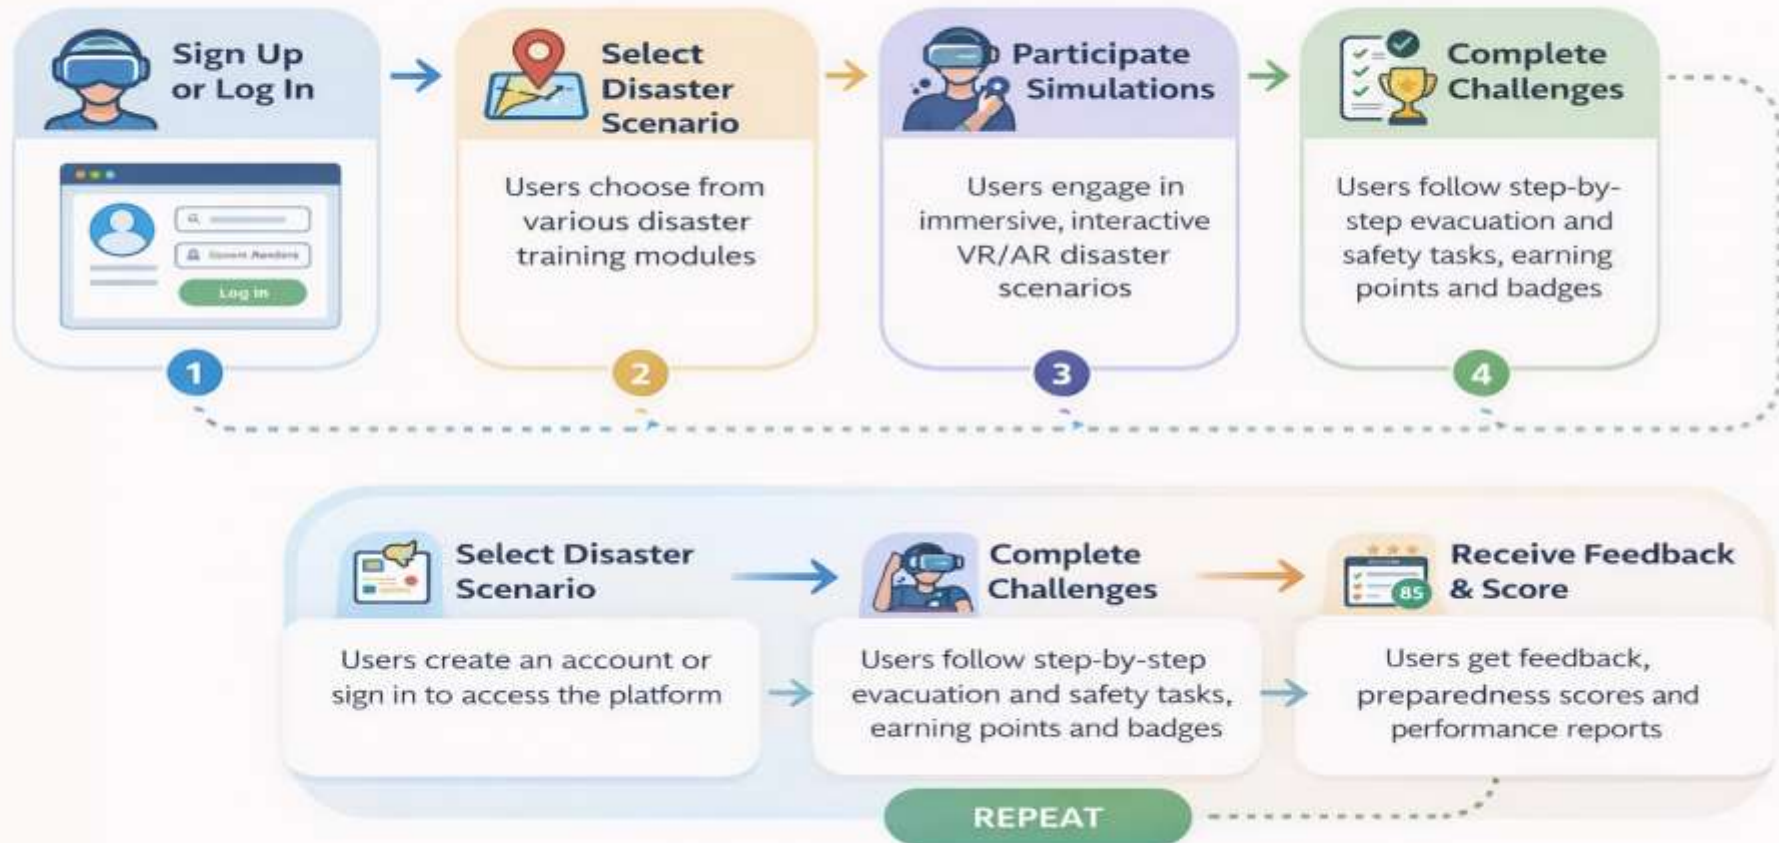 Sign Up
or Log In
Log in
1
Select
Disaster
Scenario
Users choose from
various disaster
training modules
2
Participate
Simulations
Users engage in
immersive, interactive
VR/AR disaster
scenarios
3
Complete
Challenges
Users follow step-by-
step evacuation and
safety tasks, earning
points and badges
4
Select Disaster
Scenario
Users create an account or
sign in to access the platform
Complete
Challenges
Users follow step-by-step
evacuation and safety tasks,
earning points and badges
85
Receive Feedback
& Score
Users get feedback,
preparedness scores and
performance reports
REPEAT